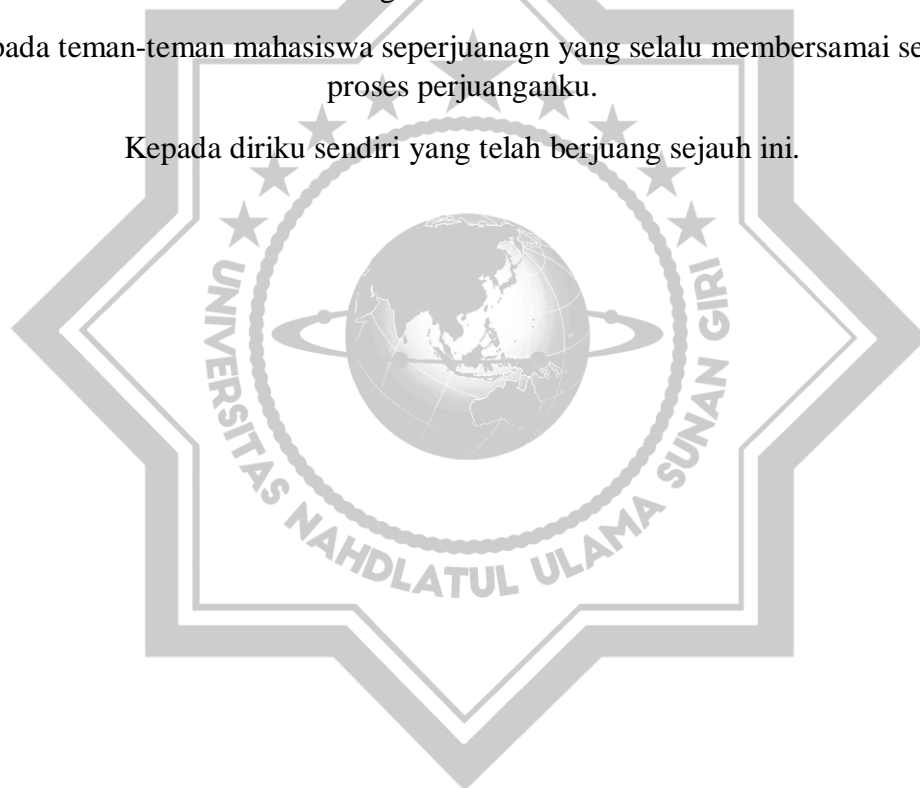 pada teman-teman mahasiswa seperjuanagn yang selalu membersamai se
proses perjuanganku.
Kepada diriku sendiri yang telah berjuang sejauh ini.
UNIVERSITAS NAHDLATUL ULAMA SUNAN GIRI